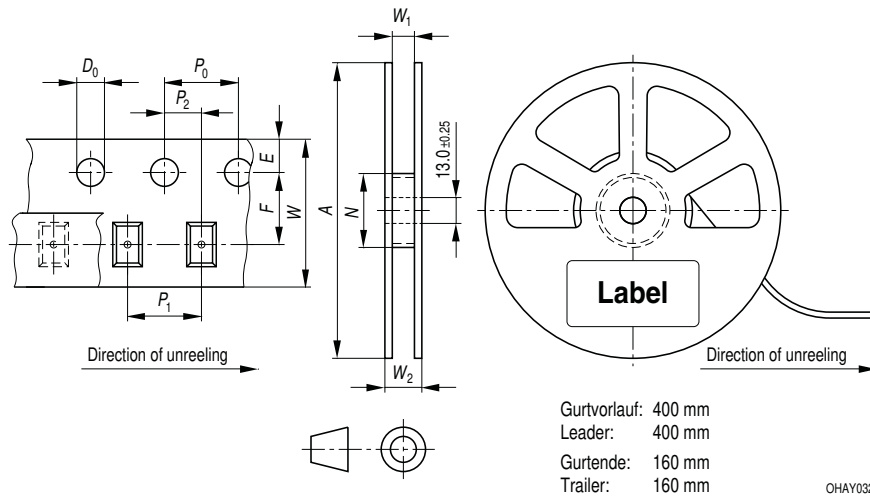 W₁
D₀
P₀
P₂
E
F
W
A
N
13.0 ±0.25
P₁
Label
Direction of unreeling
W₂
Direction of unreeling
Gurtvorlauf: 400 mm
Leader: 400 mm
Gurtende: 160 mm
Trailer: 160 mm
OHAY032